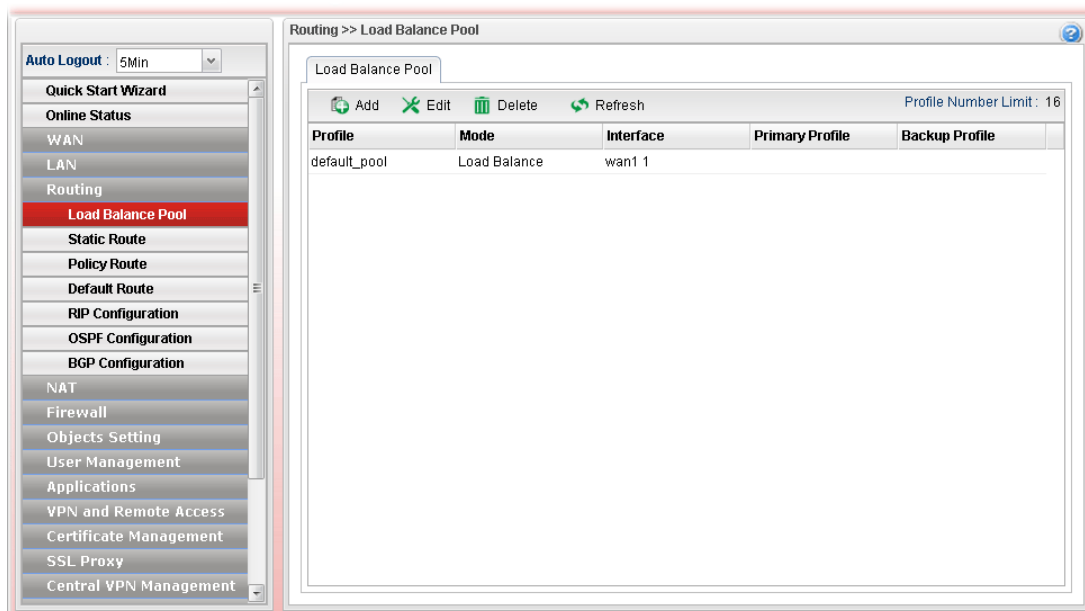 Routing >> Load Balance Pool
Auto Logout : 5Min
Quick Start Wizard
Online Status
WAN
LAN
Routing
Load Balance Pool
Static Route
Policy Route
Default Route
RIP Configuration
OSPF Configuration
BGP Configuration
NAT
Firewall
Objects Setting
User Management
Applications
VPN and Remote Access
Certificate Management
SSL Proxy
Central VPN Management
Load Balance Pool
Add Edit Delete Refresh Profile Number Limit : 16
Profile Mode Interface Primary Profile Backup Profile
default_pool Load Balance wan1 1